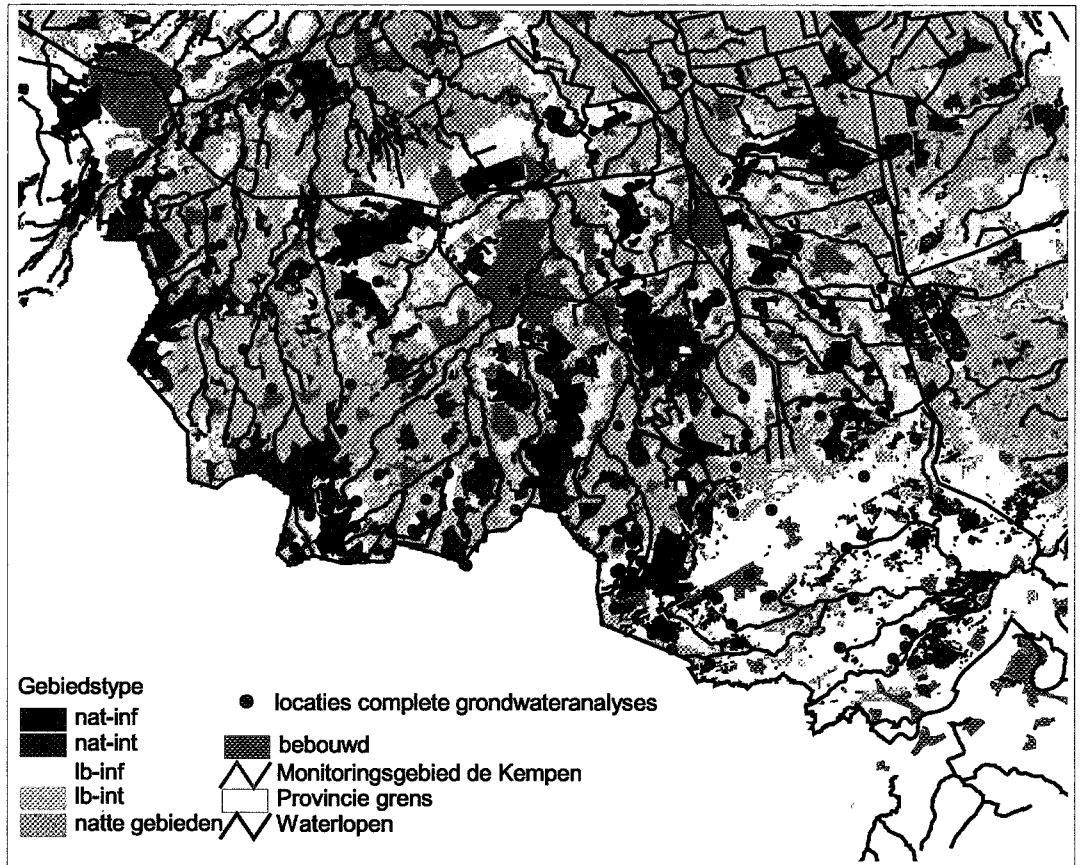 Gebiedstype
nat-inf
nat-int
lb-inf
lb-int
natte gebieden
locaties complete grondwateranalyses
bebouwd
Monitoringsgebied de Kempen
Provincie grens
Waterlopen